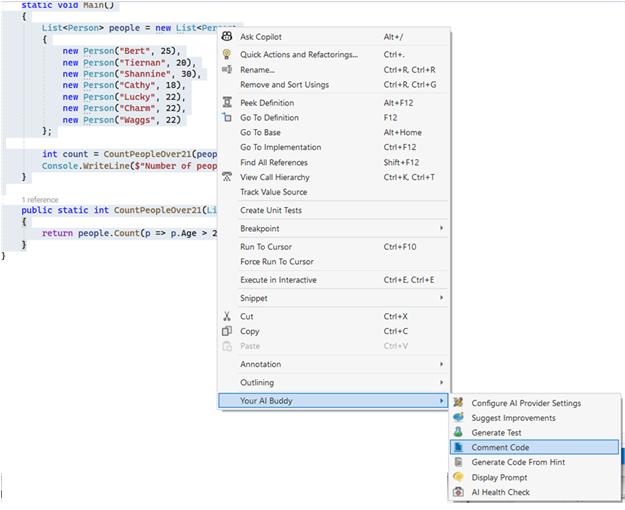 static void Main()
{
List<Person> people = new List<Person>
{
new Person("Bert", 25),
new Person("Tiernan", 20),
new Person("Shannine", 30),
new Person("Cathy", 18),
new Person("Lucky", 22),
new Person("Charm", 22),
new Person("Waggs", 22)
};
int count = CountPeopleOver21(peop
Console.WriteLine($"Number of peop
}
1 reference
public static int CountPeopleOver21(Li
{
return people.Count(p => p.Age > 2
}
}
Ask Copilot Alt+/
Quick Actions and Refactorings... Ctrl+.
Rename... Ctrl+R, Ctrl+R
Remove and Sort Usings Ctrl+R, Ctrl+G
Peek Definition Alt+F12
Go To Definition F12
Go To Base Alt+Home
Go To Implementation Ctrl+F12
Find All References Shift+F12
View Call Hierarchy Ctrl+K, Ctrl+T
Track Value Source
Create Unit Tests
Breakpoint
Run To Cursor Ctrl+F10
Force Run To Cursor
Execute in Interactive Ctrl+E, Ctrl+E
Snippet
Cut Ctrl+X
Copy Ctrl+C
Paste Ctrl+V
Annotation
Outlining
Your AI Buddy
Configure AI Provider Settings
Suggest Improvements
Generate Test
Comment Code
Generate Code From Hint
Display Prompt
AI Health Check